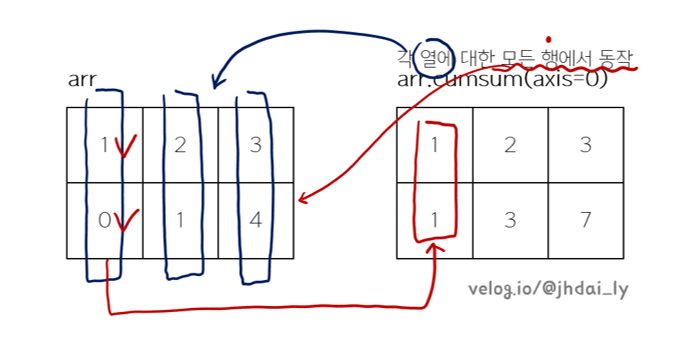 각 열에 대한 모든 행에서 동작
arr
arr.cumsum(axis=0)
1 2 3
0 1 4
1 2 3
1 3 7
velog.io/@jhdai_ly